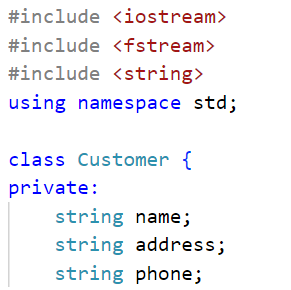 #include <iostream>
#include <fstream>
#include <string>
using namespace std;

class Customer {
private:
    string name;
    string address;
    string phone;